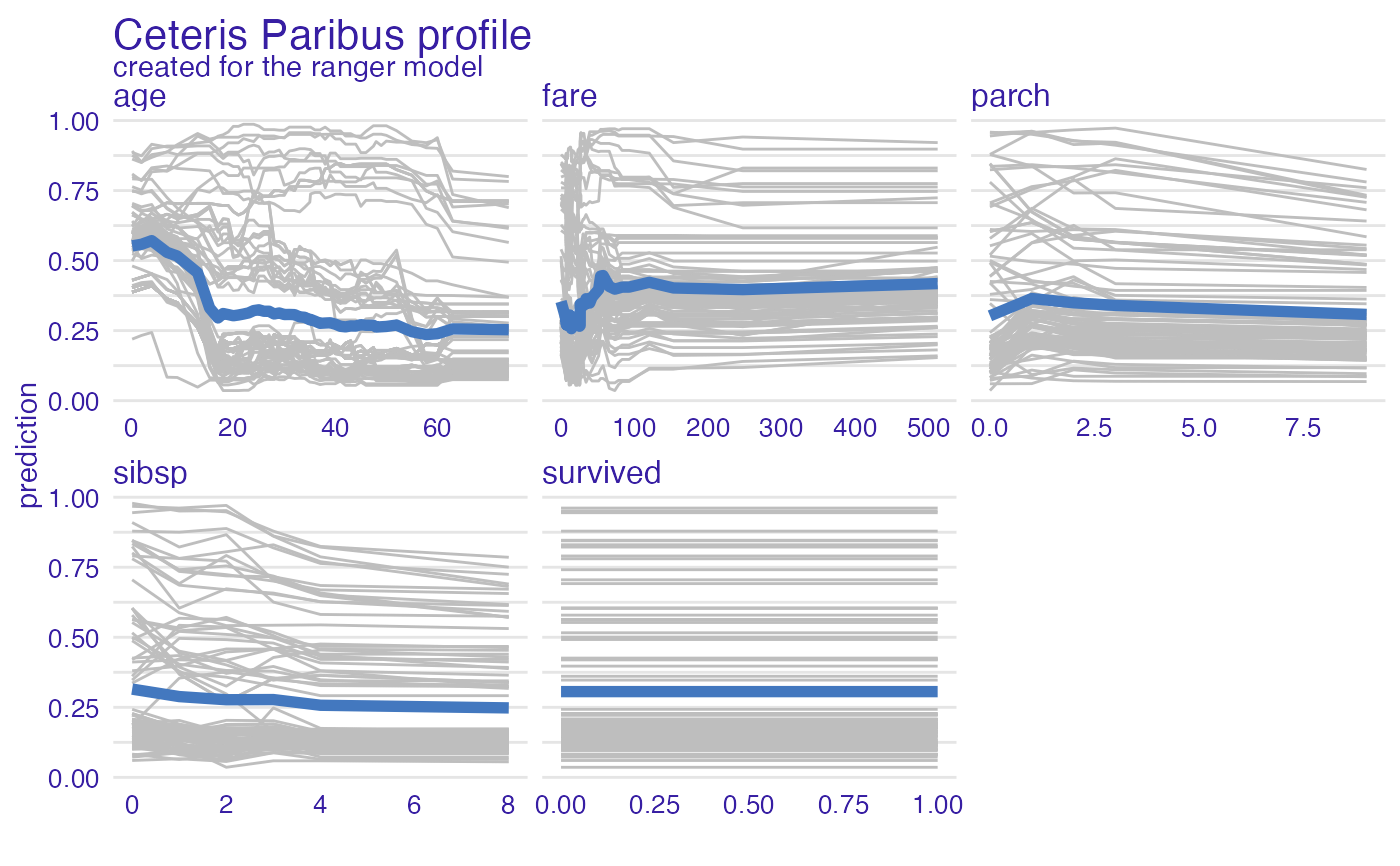 Ceteris Paribus profile
created for the ranger model
age fare parch
1.00
0.75
0.50
0.25
0.00
0 20 40 60 0 100 200 300 400 500 0.0 2.5 5.0 7.5
prediction
sibsp survived
1.00
0.75
0.50
0.25
0.00
0 2 4 6 8 0.00 0.25 0.50 0.75 1.00